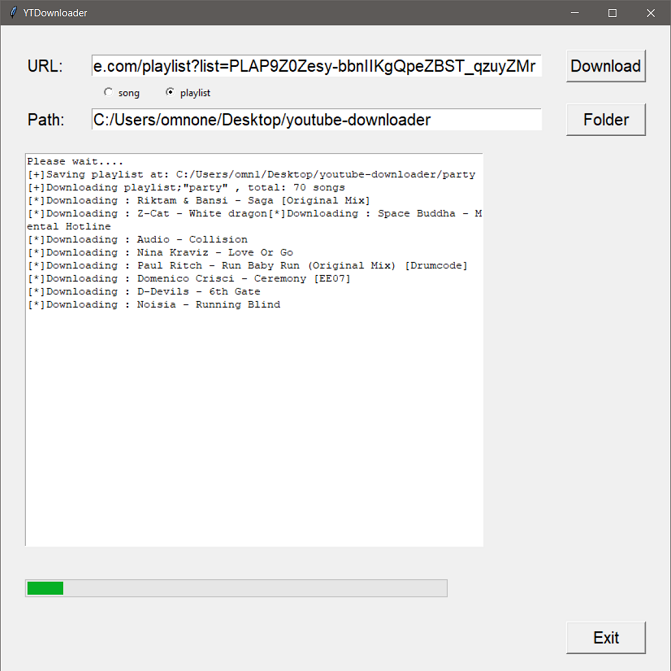 YTDownloader
URL:
e.com/playlist?list=PLAP9Z0Zesy-bbnIIKgQpeZBST_qzuyZMr
Download
song
playlist
Path:
C:/Users/omnone/Desktop/youtube-downloader
Folder
Please wait....
[+]Saving playlist at: C:/Users/omnl/Desktop/youtube-downloader/party
[+]Downloading playlist;"party" , total: 70 songs
[*]Downloading : Riktam & Bansi - Saga [Original Mix]
[*]Downloading : Z-Cat - White dragon[*]Downloading : Space Buddha - M
ental Hotline
[*]Downloading : Audio - Collision
[*]Downloading : Nina Kraviz - Love Or Go
[*]Downloading : Paul Ritch - Run Baby Run (Original Mix) [Drumcode]
[*]Downloading : Domenico Crisci - Ceremony [EE07]
[*]Downloading : D-Devils - 6th Gate
[*]Downloading : Noisia - Running Blind
Exit